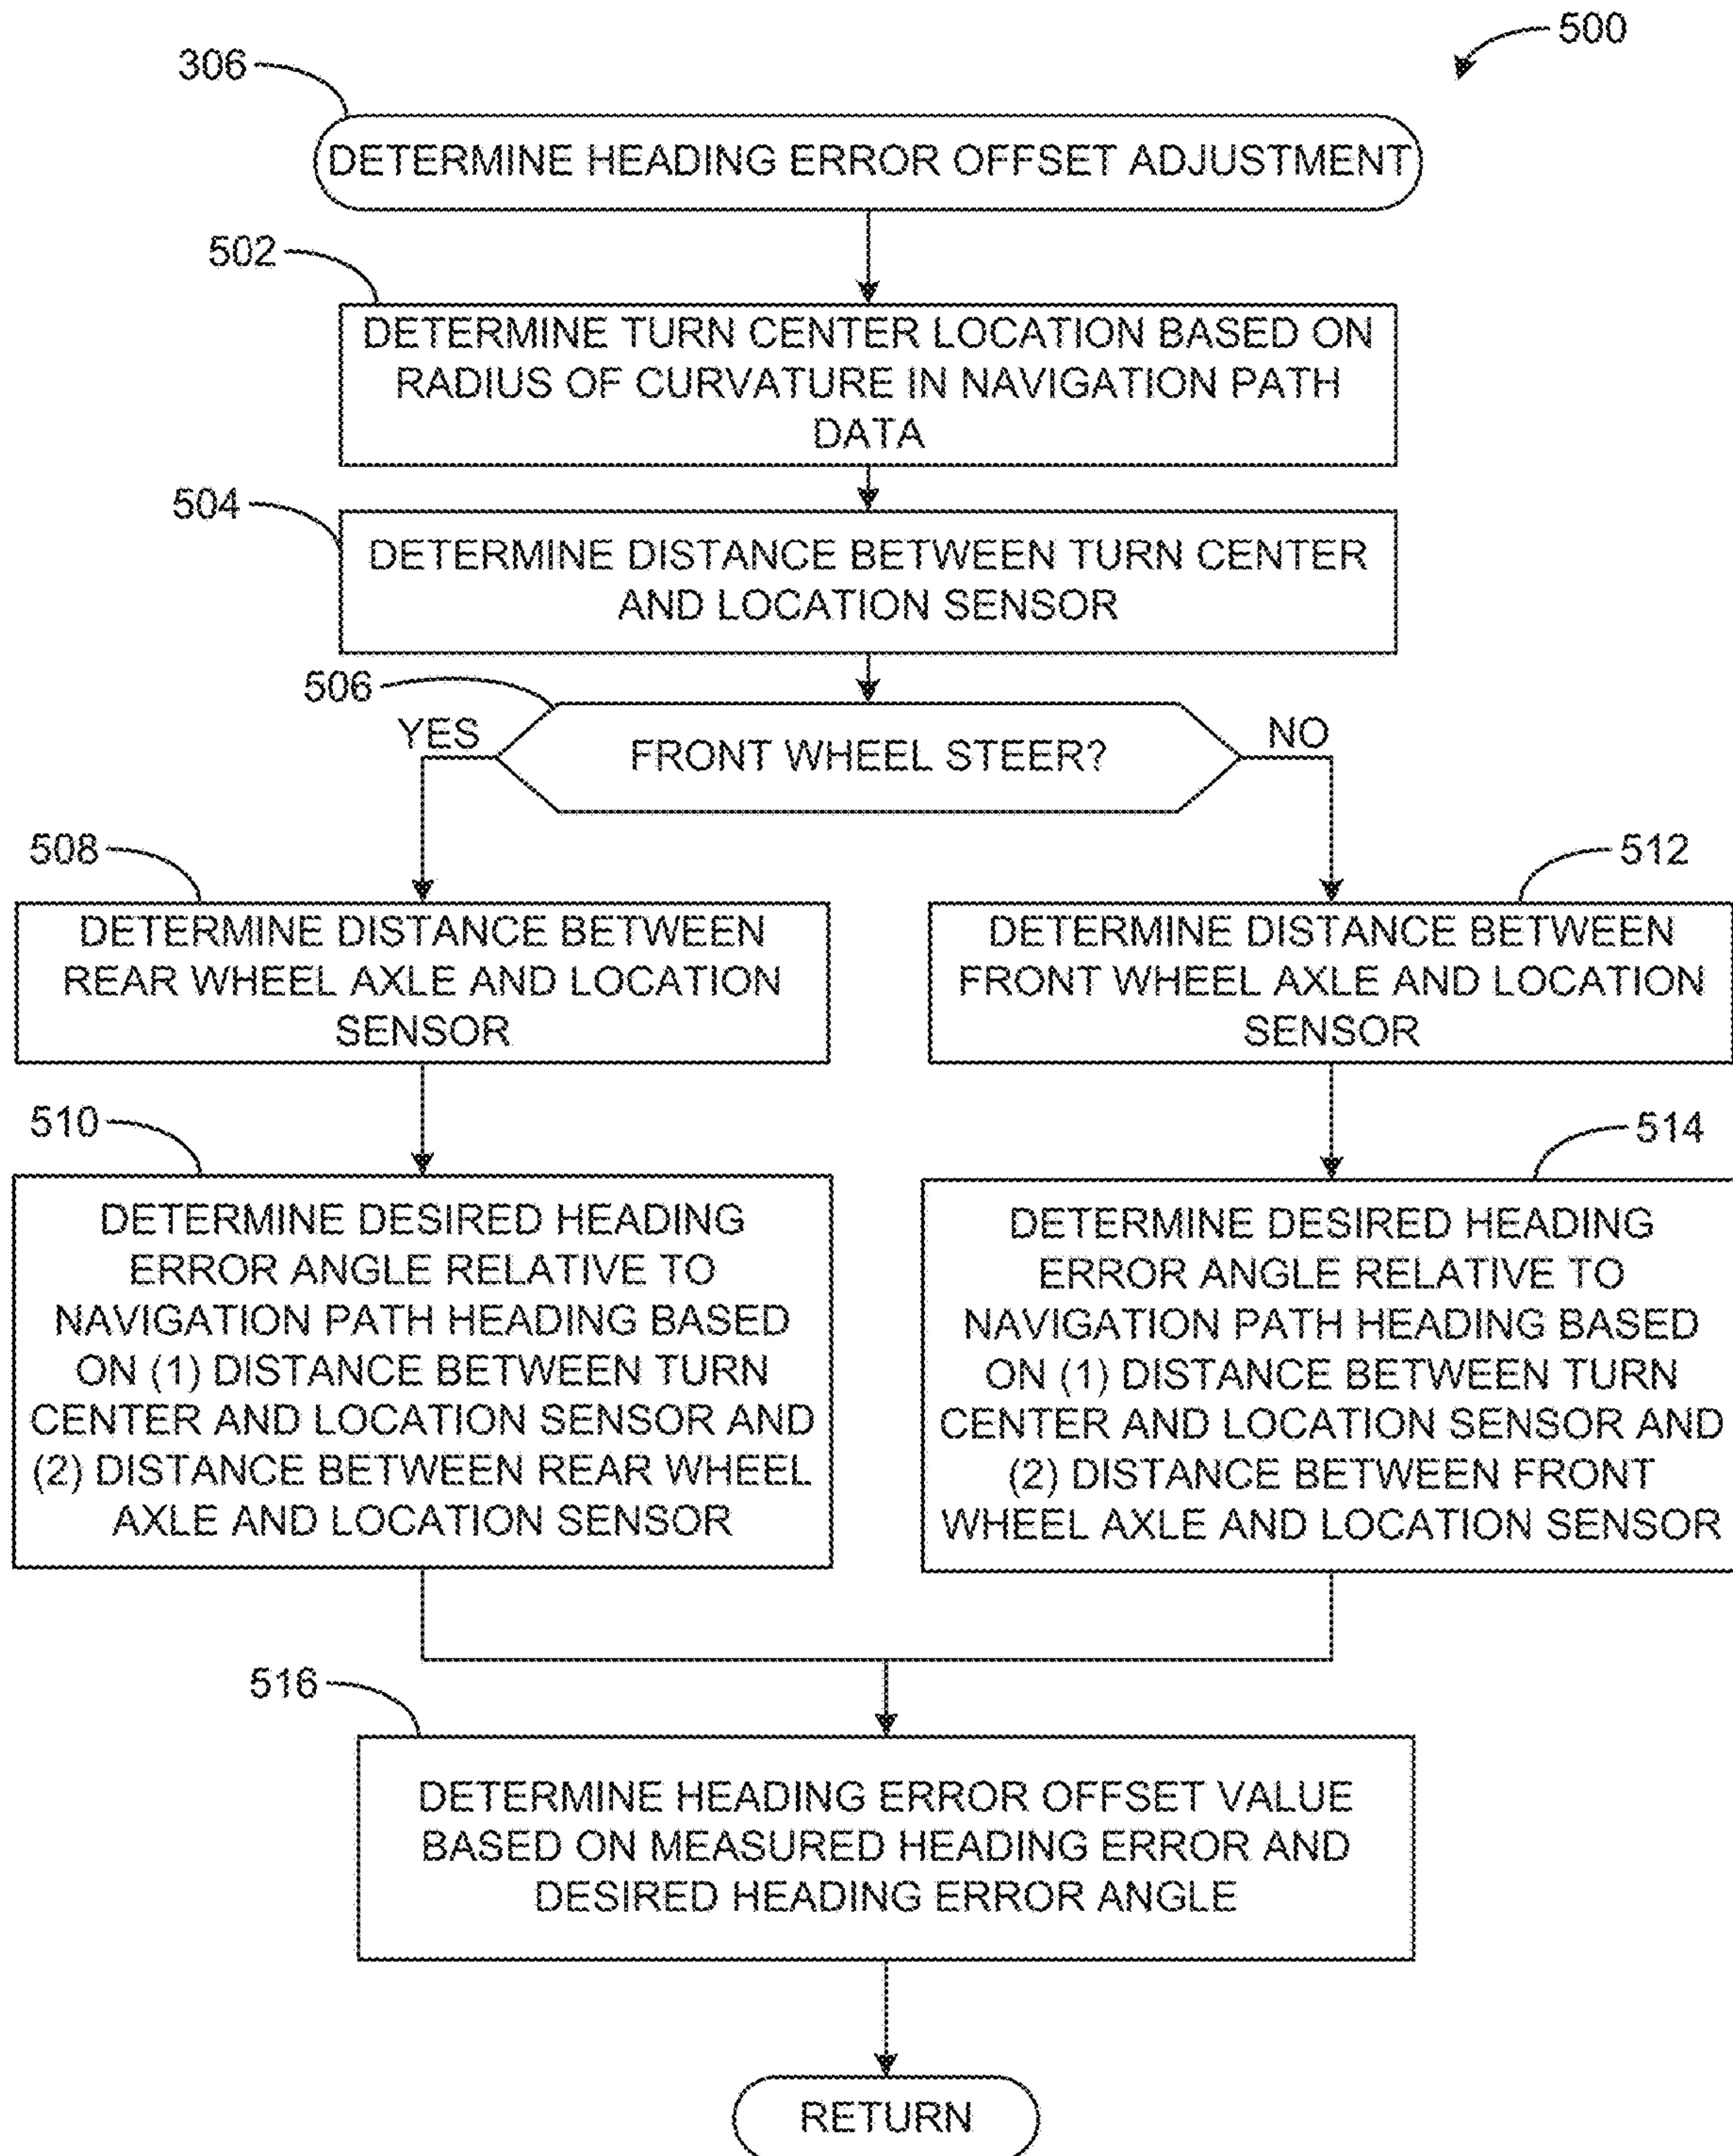 500
306
DETERMINE HEADING ERROR OFFSET ADJUSTMENT
502
DETERMINE TURN CENTER LOCATION BASED ON
RADIUS OF CURVATURE IN NAVIGATION PATH
DATA
504
DETERMINE DISTANCE BETWEEN TURN CENTER
AND LOCATION SENSOR
506
YES
FRONT WHEEL STEER?
NO
508
DETERMINE DISTANCE BETWEEN
REAR WHEEL AXLE AND LOCATION
SENSOR
512
DETERMINE DISTANCE BETWEEN
FRONT WHEEL AXLE AND LOCATION
SENSOR
510
DETERMINE DESIRED HEADING
ERROR ANGLE RELATIVE TO
NAVIGATION PATH HEADING BASED
ON (1) DISTANCE BETWEEN TURN
CENTER AND LOCATION SENSOR AND
(2) DISTANCE BETWEEN REAR WHEEL
AXLE AND LOCATION SENSOR
514
DETERMINE DESIRED HEADING
ERROR ANGLE RELATIVE TO
NAVIGATION PATH HEADING BASED
ON (1) DISTANCE BETWEEN TURN
CENTER AND LOCATION SENSOR AND
(2) DISTANCE BETWEEN FRONT
WHEEL AXLE AND LOCATION SENSOR
516
DETERMINE HEADING ERROR OFFSET VALUE
BASED ON MEASURED HEADING ERROR AND
DESIRED HEADING ERROR ANGLE
RETURN